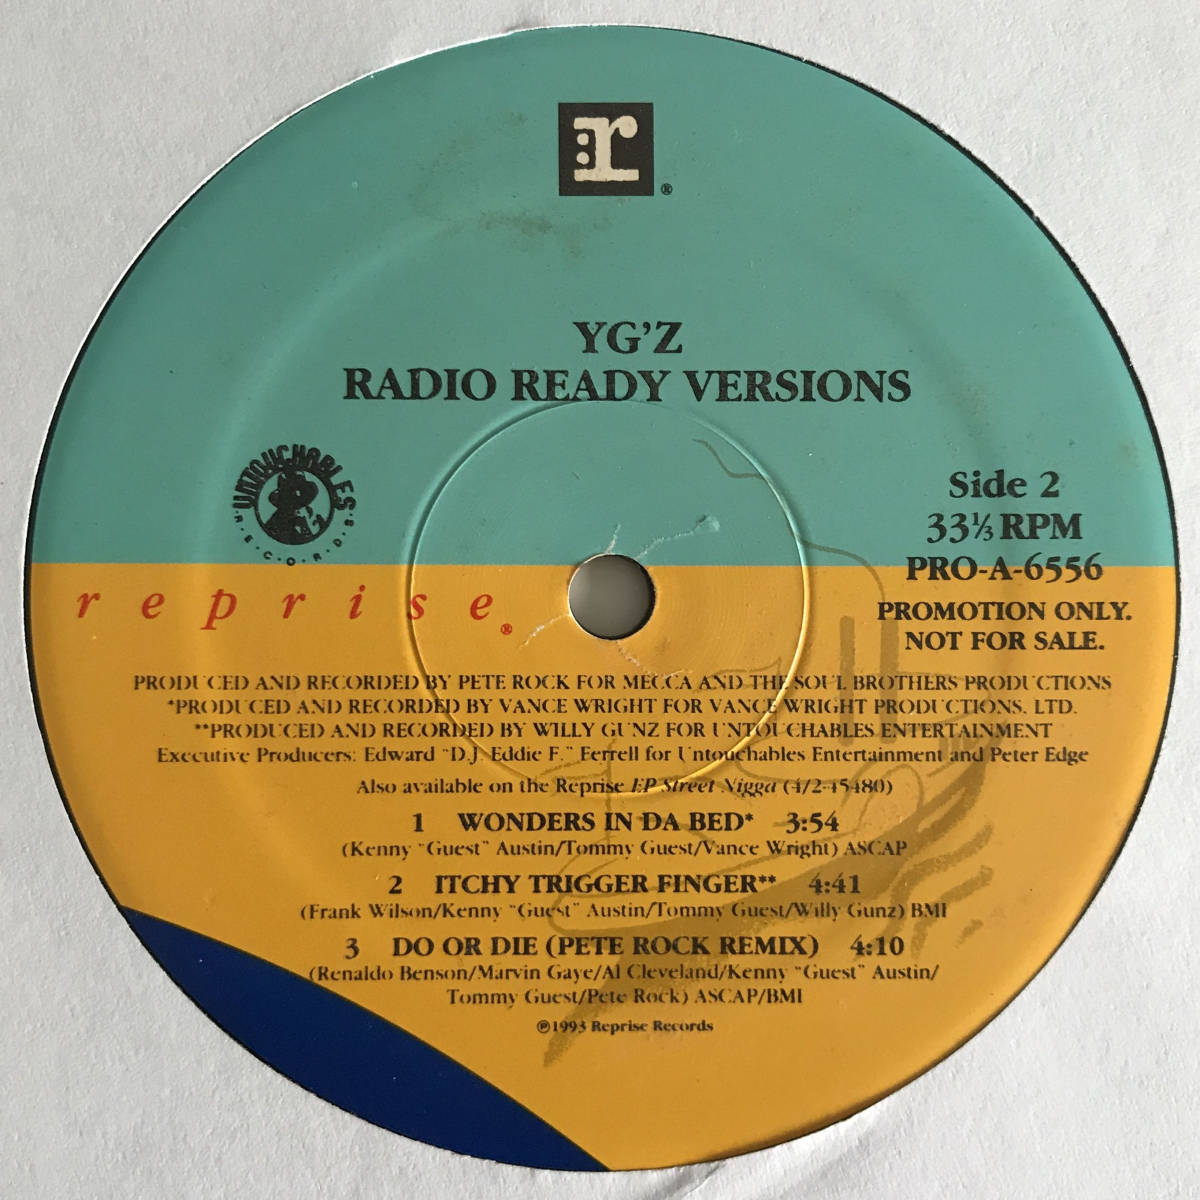 r
®
YG'Z
RADIO READY VERSIONS
UNTOUCHABLES
R·E·C·O·R·D·S
Side 2
33⅓ RPM
PRO-A-6556
PROMOTION ONLY.
NOT FOR SALE.
reprise®
PRODUCED AND RECORDED BY PETE ROCK FOR MECCA AND THE SOUL BROTHERS PRODUCTIONS
*PRODUCED AND RECORDED BY VANCE WRIGHT FOR VANCE WRIGHT PRODUCTIONS. LTD.
**PRODUCED AND RECORDED BY WILLY GUNZ FOR UNTOUCHABLES ENTERTAINMENT
Executive Producers: Edward "D.J. Eddie F." Ferrell for Untouchables Entertainment and Peter Edge
Also available on the Reprise EP Street Nigga (4/2-45480)
1 WONDERS IN DA BED* 3:54
(Kenny "Guest" Austin/Tommy Guest/Vance Wright) ASCAP
2 ITCHY TRIGGER FINGER** 4:41
(Frank Wilson/Kenny "Guest" Austin/Tommy Guest/Willy Gunz) BMI
3 DO OR DIE (PETE ROCK REMIX) 4:10
(Renaldo Benson/Marvin Gaye/Al Cleveland/Kenny "Guest" Austin/
Tommy Guest/Pete Rock) ASCAP/BMI
℗1993 Reprise Records